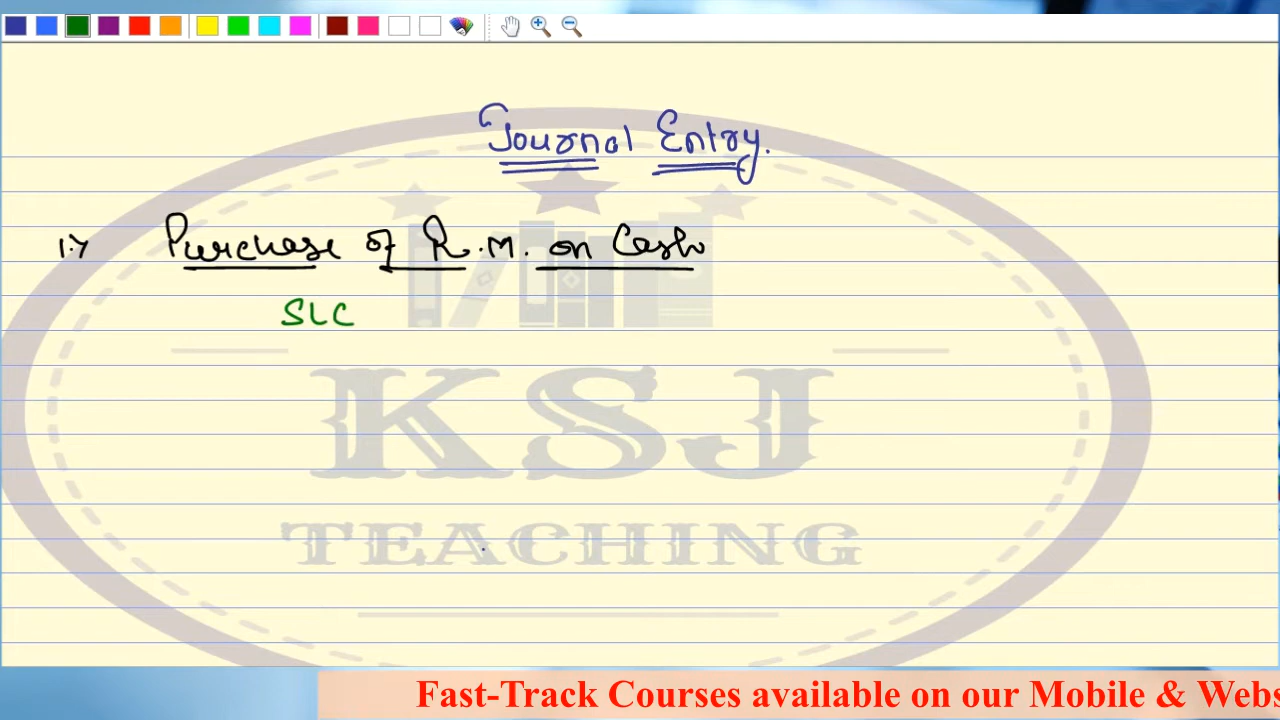 Journal Entry.
1.> Purchase of R.M. on Cash
SLC
KSJ
TEACHING
Fast-Track Courses available on our Mobile & Webs